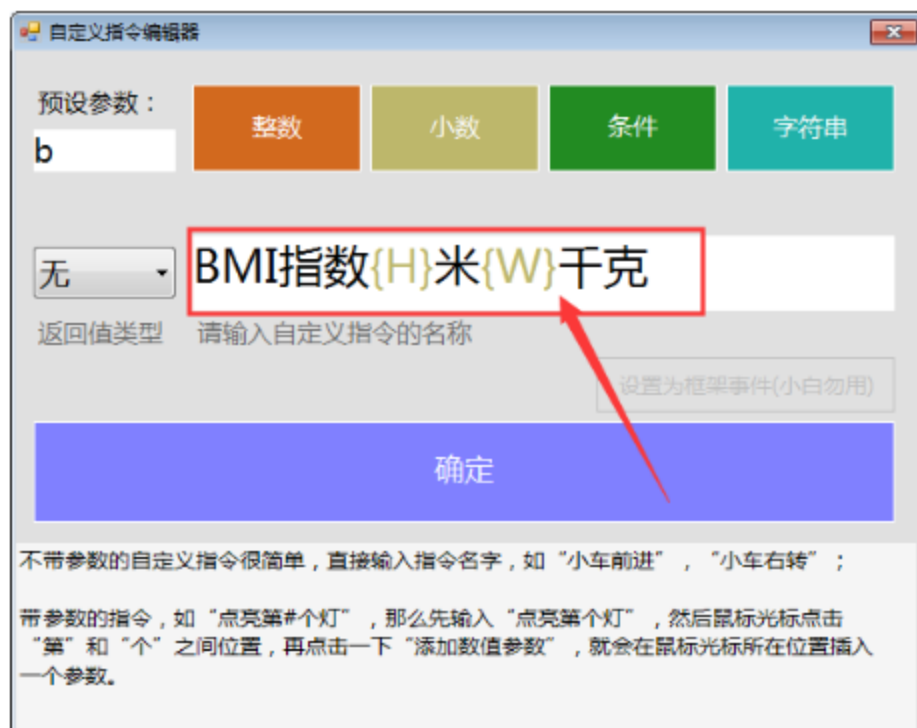 自定义指令编辑器
预设参数：
b
整数
小数
条件
字符串
无
BMI指数{H}米{W}千克
返回值类型
请输入自定义指令的名称
设置为框架事件(小白勿用)
确定
不带参数的自定义指令很简单，直接输入指令名字，如“小车前进”，“小车右转”；
带参数的指令，如“点亮第#个灯”，那么先输入“点亮第个灯”，然后鼠标光标点击
“第”和“个”之间位置，再点击一下“添加数值参数”，就会在鼠标光标所在位置插入
一个参数。